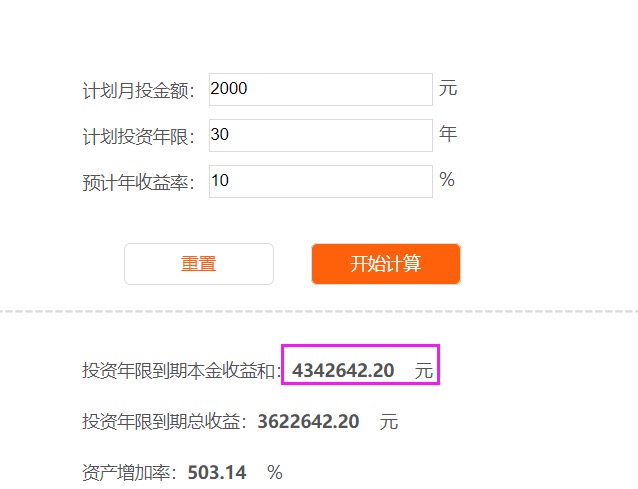 计划月投金额： 2000 元
计划投资年限： 30 年
预计年收益率： 10 %
重置 开始计算
投资年限到期本金收益和： 4342642.20 元
投资年限到期总收益： 3622642.20 元
资产增加率： 503.14 %